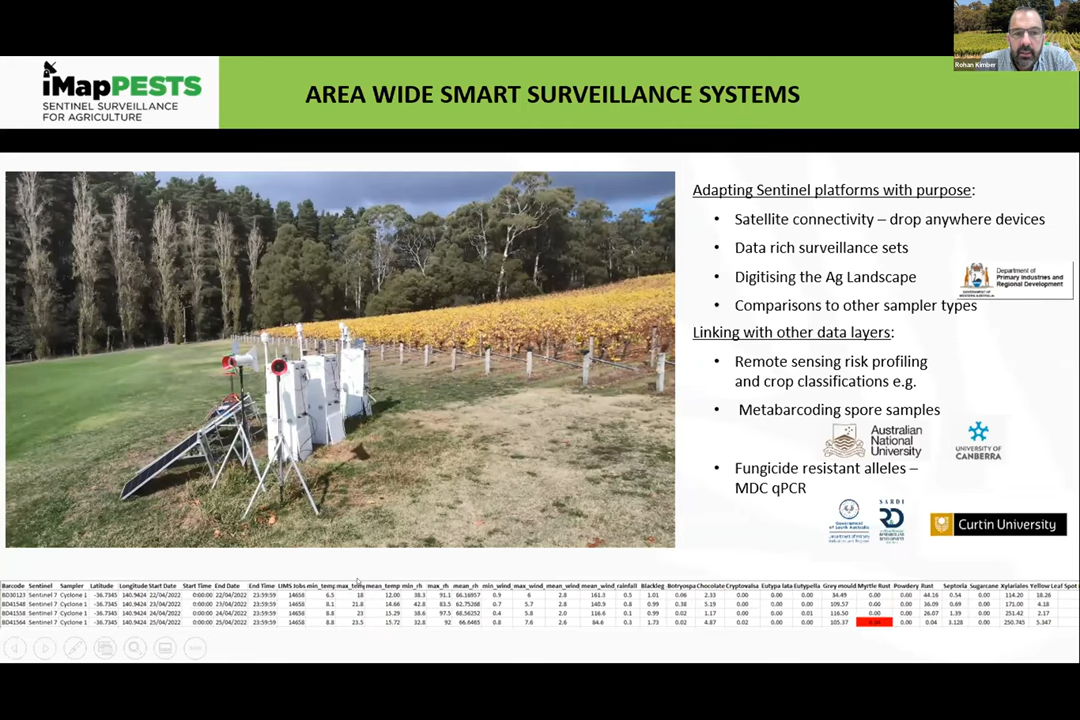 Rohan Kimber
iMapPESTS
SENTINEL SURVEILLANCE
FOR AGRICULTURE
AREA WIDE SMART SURVEILLANCE SYSTEMS
Adapting Sentinel platforms with purpose:
• Satellite connectivity – drop anywhere devices
• Data rich surveillance sets
• Digitising the Ag Landscape
Department of
Primary Industries and
Regional Development
• Comparisons to other sampler types
Linking with other data layers:
• Remote sensing risk profiling
and crop classifications e.g.
• Metabarcoding spore samples
Australian
National
University
UNIVERSITY OF
CANBERRA
• Fungicide resistant alleles –
MDC qPCR
Government
of South Australia
SARDI
RD
Curtin University
Barcode Sentinel Sampler Latitude Longitude Start Date Start Time End Date End Time LIMS Jobs min_temp max_temp mean_temp min_rh max_rh mean_rh min_wind max_wind mean_wind mean_wind rainfall Blackleg Botryospa Chocolate Cryptovalsa Eutypa lata Eutypella Grey mould Myrtle Rust Powdery Rust Septoria Sugarcane Xylariales Yellow Leaf Spot
BD30123 Sentinel 7 Cyclone 1 -36.7345 140.9424 22/04/2022 0:00:00 22/04/2022 23:59:59 14658 6.5 18 12.00 38.3 91.1 66.16957 0.9 6 2.8 161.3 0.5 1.01 0.06 2.33 0.00 0.00 0.00 34.49 0.00 0.00 44.16 0.54 0.00 114.20 18.26
BD41548 Sentinel 7 Cyclone 1 -36.7345 140.9424 23/04/2022 0:00:00 23/04/2022 23:59:59 14658 8.1 21.8 14.66 42.8 83.5 62.75268 0.7 5.7 2.8 140.9 0.8 0.99 0.38 5.19 0.00 0.00 0.00 109.57 0.00 0.00 36.09 0.69 0.00 171.00 4.18
BD41558 Sentinel 7 Cyclone 1 -36.7345 140.9424 24/04/2022 0:00:00 24/04/2022 23:59:59 14658 8.8 23 15.29 38.6 97.5 68.56252 0.4 5.8 2.0 116.6 0.1 0.99 0.02 1.17 0.00 0.00 0.01 116.50 0.00 0.00 26.07 1.39 0.00 251.42 2.17
BD41564 Sentinel 7 Cyclone 1 -36.7345 140.9424 25/04/2022 0:00:00 25/04/2022 23:59:59 14658 8.8 23.5 15.72 32.8 92 66.6465 0.8 7.6 2.6 84.6 0.3 1.73 0.02 4.87 0.02 0.00 0.00 105.37 0.00 0.04 3.128 0.00 250.745 5.347